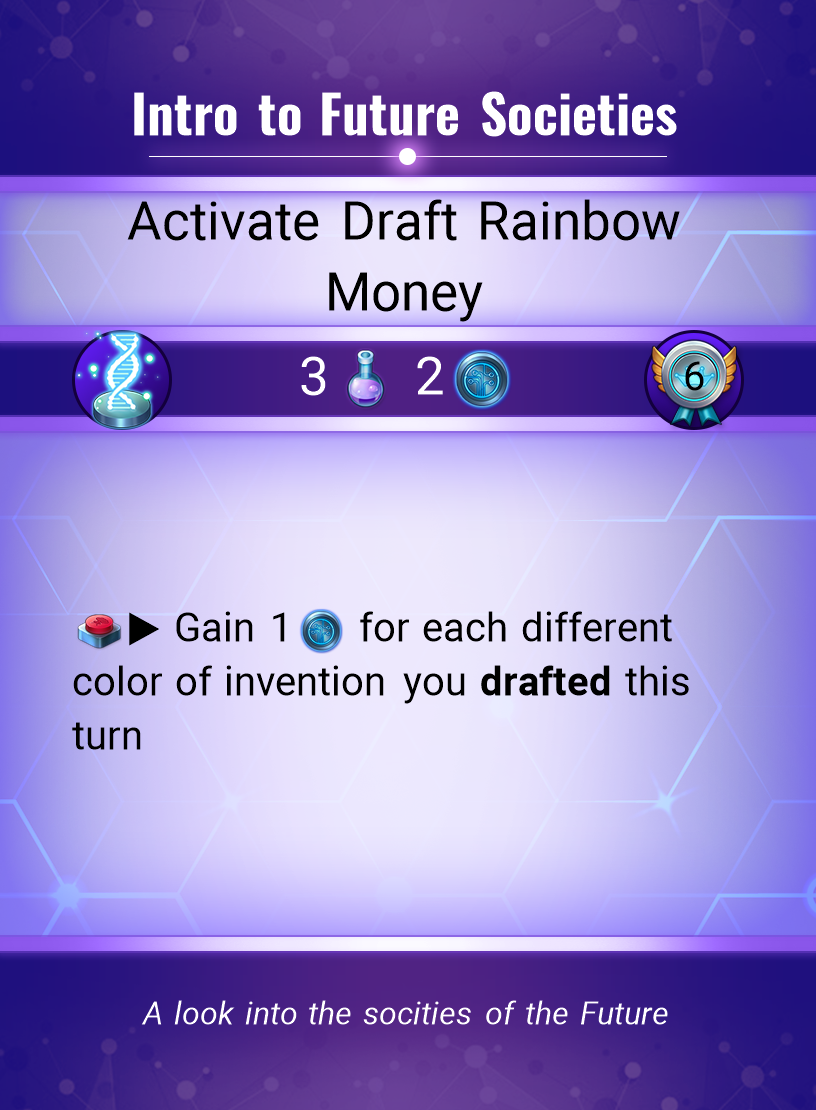 Intro to Future Societies
Activate Draft Rainbow
Money
3 2 6
▶ Gain 1 for each different
color of invention you drafted this
turn
A look into the socities of the Future